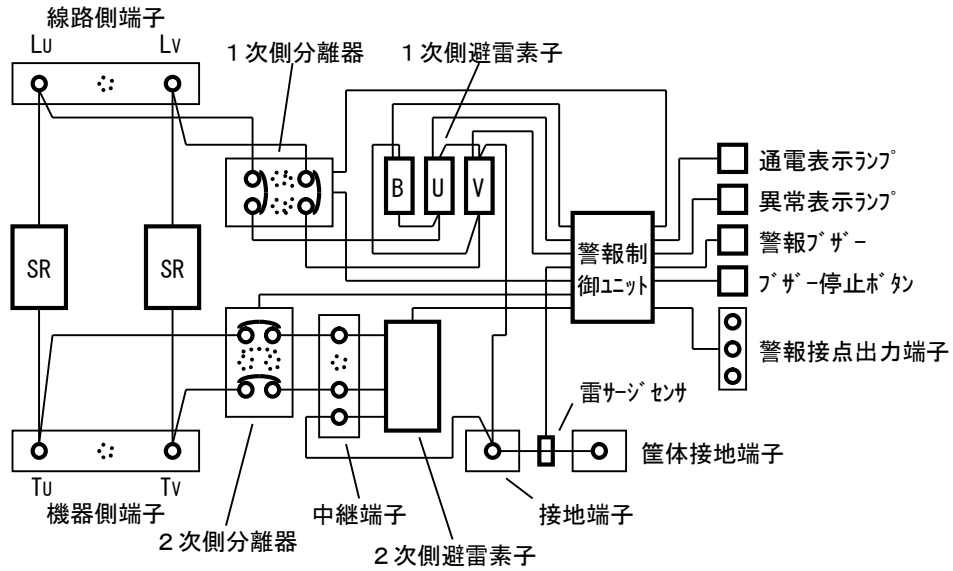 線路側端子
LU LV
１次側分離器
１次側避雷素子
B U V
通電表示ﾗﾝﾌﾟ
異常表示ﾗﾝﾌﾟ
警報ﾌﾞｻﾞｰ
ﾌﾞｻﾞｰ停止ﾎﾞﾀﾝ
警報制
御ﾕﾆｯﾄ
SR SR
警報接点出力端子
雷ｻｰｼﾞｾﾝｻ
筐体接地端子
TU TV
機器側端子
中継端子
接地端子
２次側分離器
２次側避雷素子